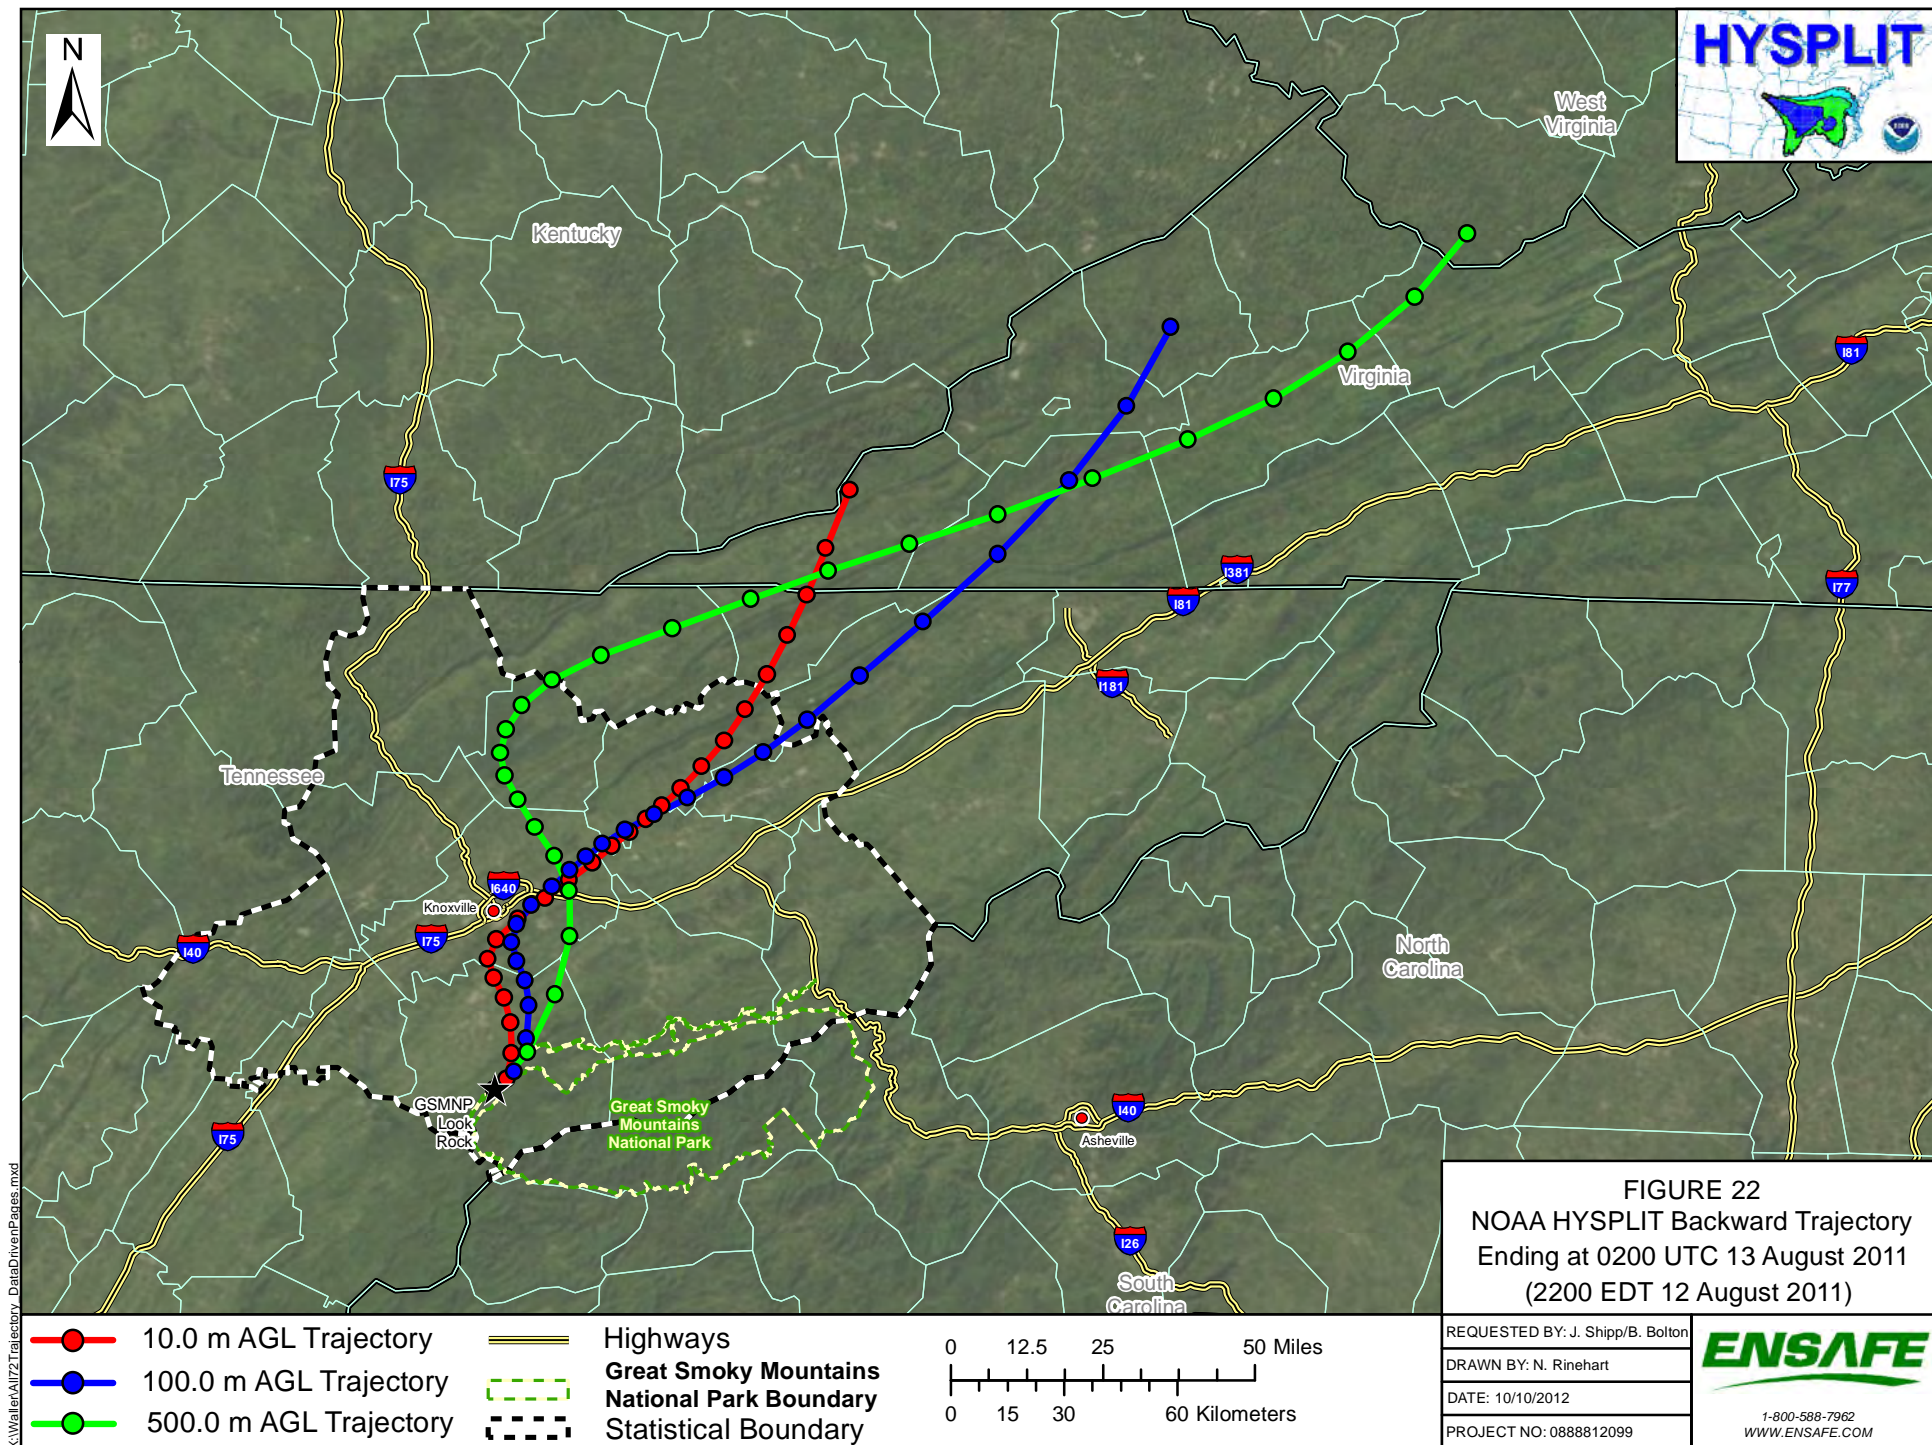 N
HYSPLIT
NOAA
West
Virginia
Kentucky
Virginia
I81
I75
I381
I81
I77
I181
Tennessee
I640
Knoxville
I75
I40
North
Carolina
GSMNP
Look
Rock
Great Smoky
Mountains
National Park
I40
Asheville
I75
I26
South
Carolina
FIGURE 22
NOAA HYSPLIT Backward Trajectory
Ending at 0200 UTC 13 August 2011
(2200 EDT 12 August 2011)
10.0 m AGL Trajectory
100.0 m AGL Trajectory
500.0 m AGL Trajectory
Highways
Great Smoky Mountains
National Park Boundary
Statistical Boundary
0 12.5 25 50 Miles
0 15 30 60 Kilometers
REQUESTED BY: J. Shipp/B. Bolton
DRAWN BY: N. Rinehart
DATE: 10/10/2012
PROJECT NO: 0888812099
ENSAFE
1-800-588-7962
WWW.ENSAFE.COM
K:\Waller\All72Trajectory_DataDrivenPages.mxd